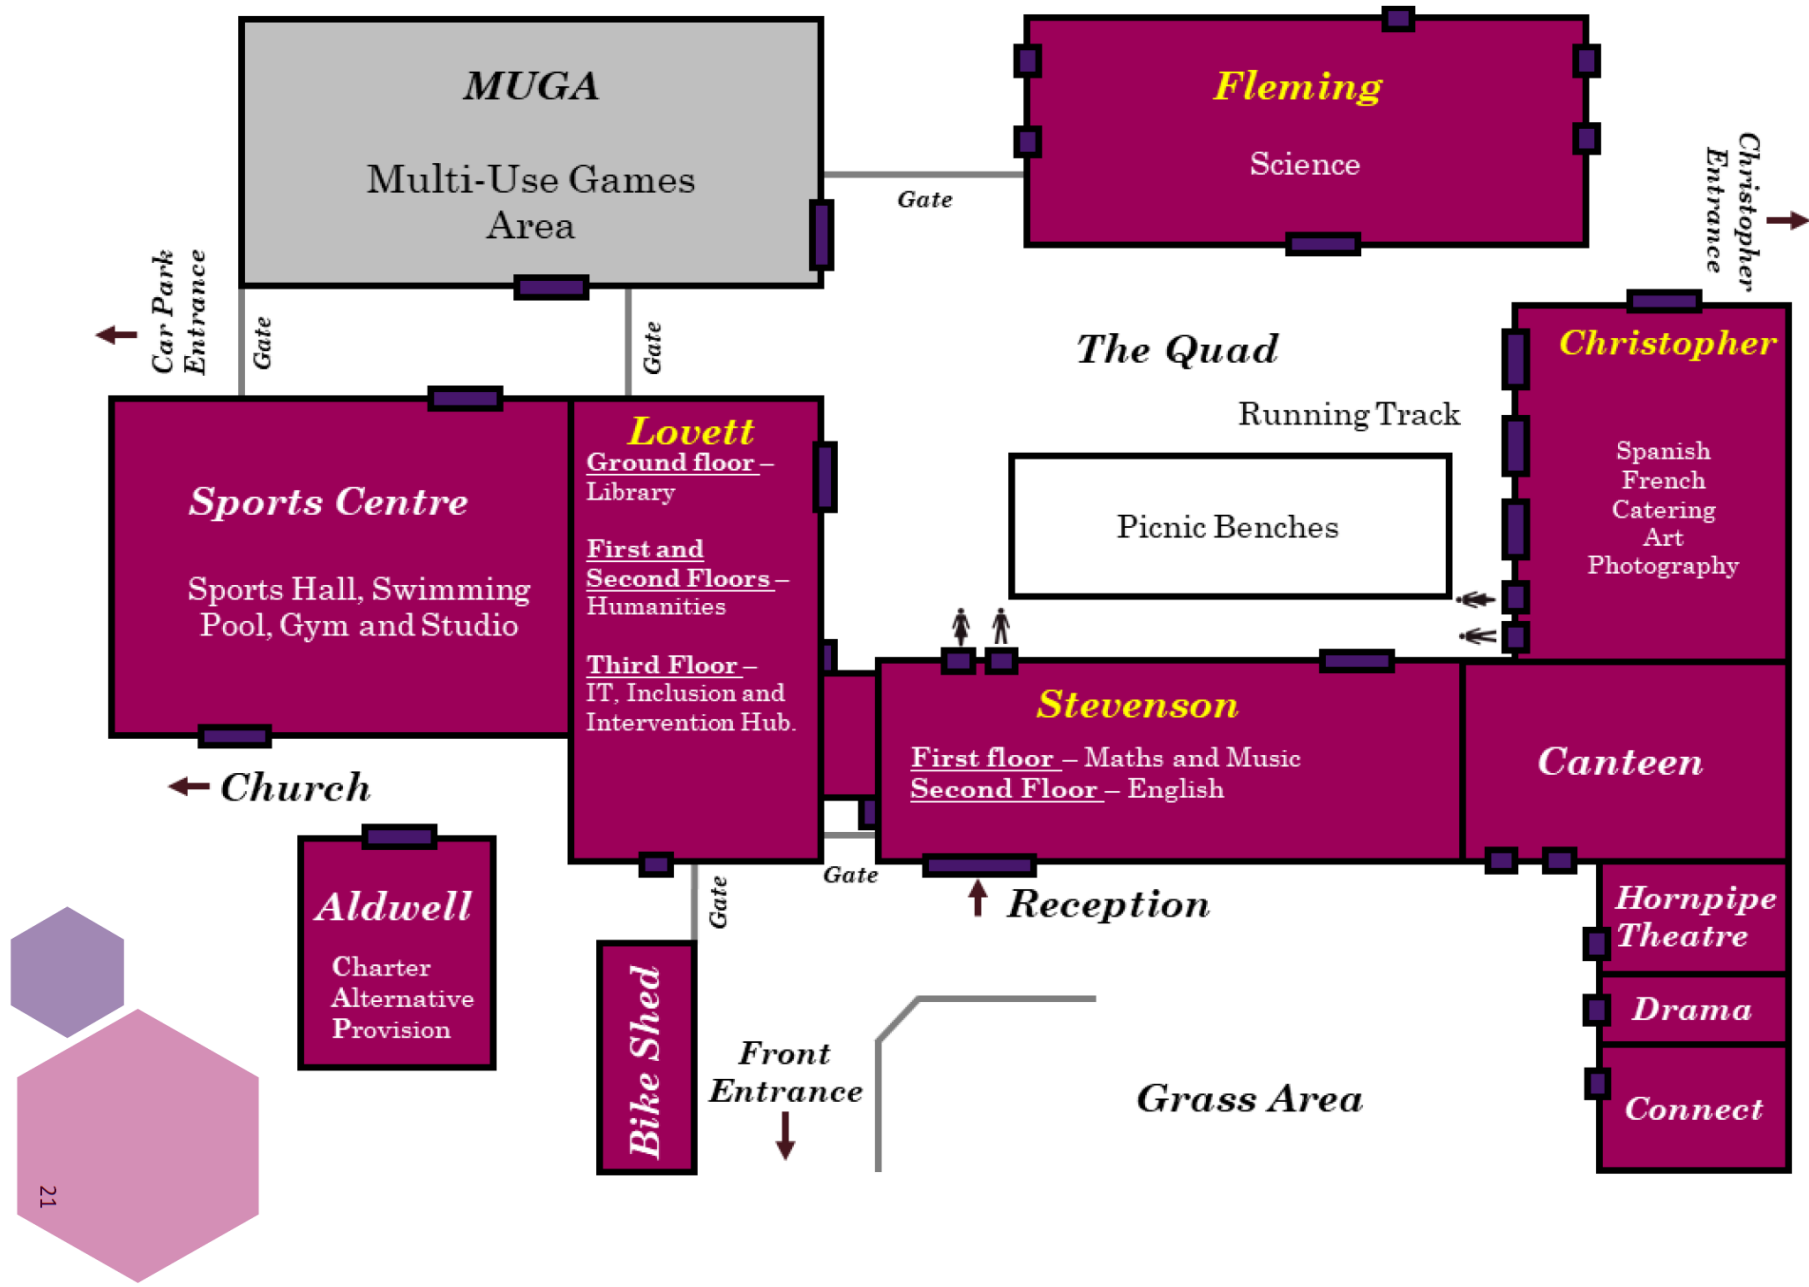 MUGA
Multi-Use Games
Area
Fleming
Science
Gate
Christopher
Entrance
Car Park
Entrance
Gate
Gate
The Quad
Running Track
Picnic Benches
Christopher
Spanish
French
Catering
Art
Photography
Sports Centre
Sports Hall, Swimming
Pool, Gym and Studio
Lovett
Ground floor –
Library
First and
Second Floors –
Humanities
Third Floor –
IT, Inclusion and
Intervention Hub.
Stevenson
First floor – Maths and Music
Second Floor – English
Canteen
Church
Aldwell
Charter
Alternative
Provision
Gate
Gate
Reception
Hornpipe
Theatre
Drama
Connect
Bike Shed
Front
Entrance
Grass Area
21